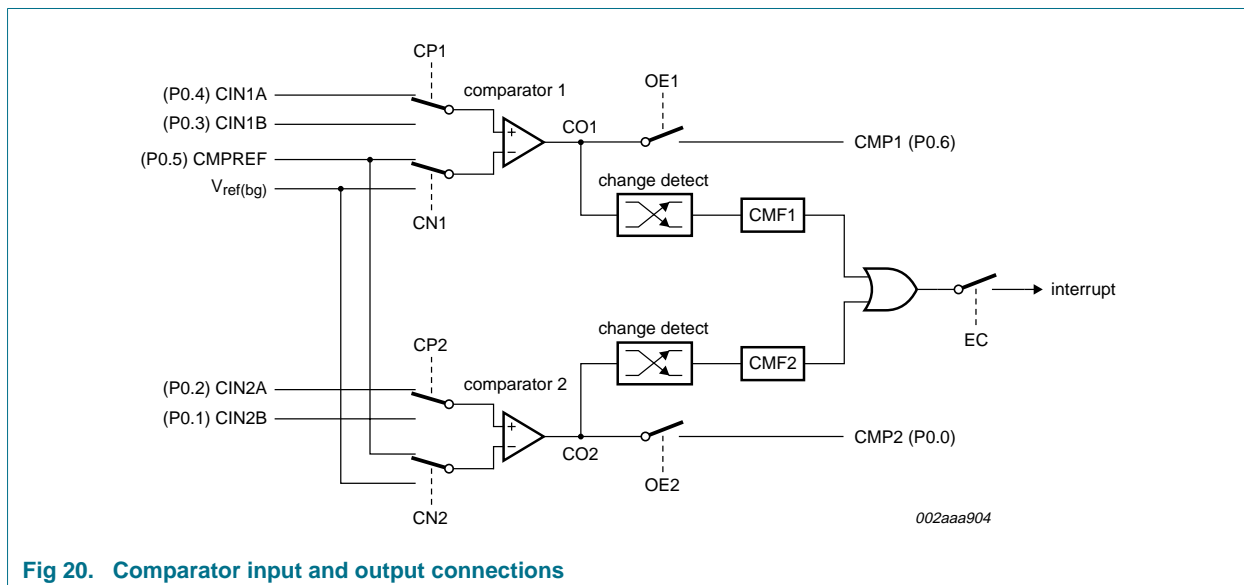 CP1
OE1
(P0.4) CIN1A
comparator 1
(P0.3) CIN1B
+
CO1
(P0.5) CMPREF
−
CMP1 (P0.6)
Vref(bg)
change detect
CN1
CMF1
interrupt
change detect
EC
CP2
CMF2
(P0.2) CIN2A
comparator 2
(P0.1) CIN2B
+
−
CO2
CMP2 (P0.0)
OE2
CN2
002aaa904
Fig 20. Comparator input and output connections